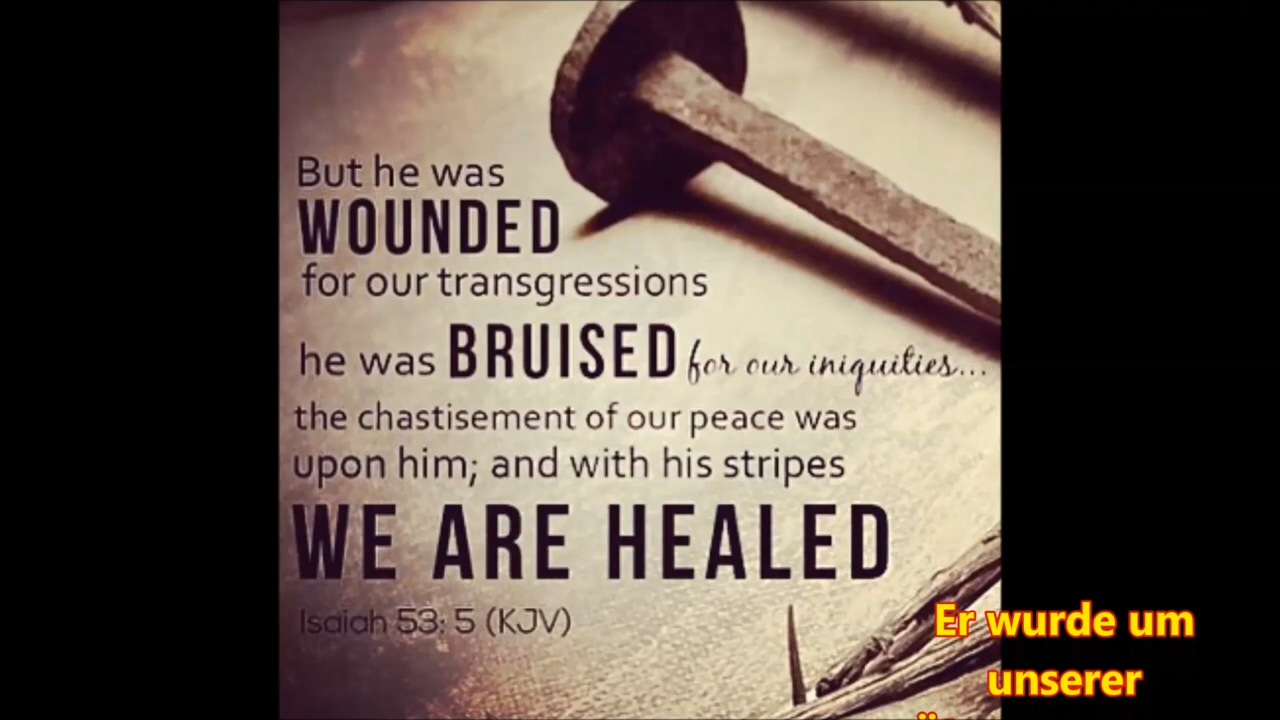 But he was
WOUNDED
for our transgressions
he was BRUISED for our iniquities...
the chastisement of our peace was
upon him; and with his stripes
WE ARE HEALED
Isaiah 53: 5 (KJV)
Er wurde um
unserer